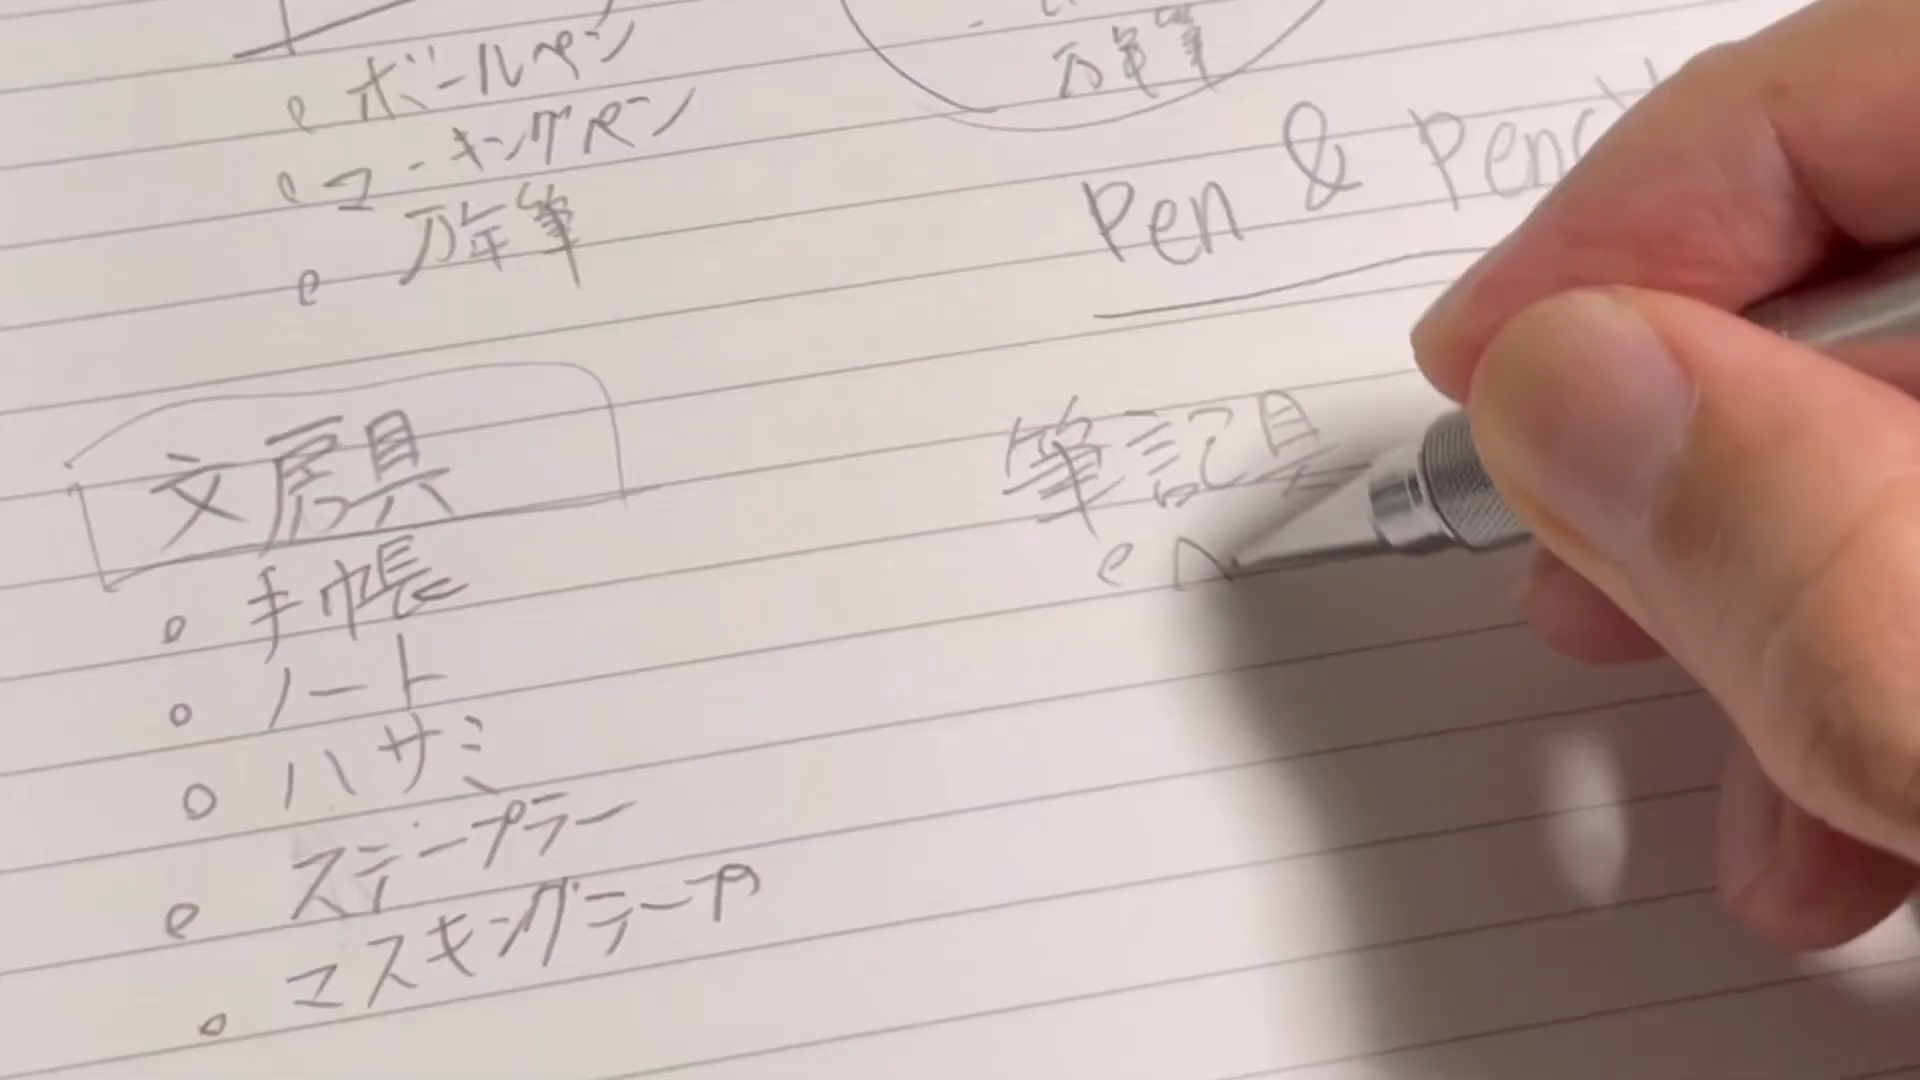 ボールペン
マーキングペン
万年筆
文房具
手帳
ノート
ハサミ
ステープラー
マスキングテープ
万年筆
Pen &
筆記具